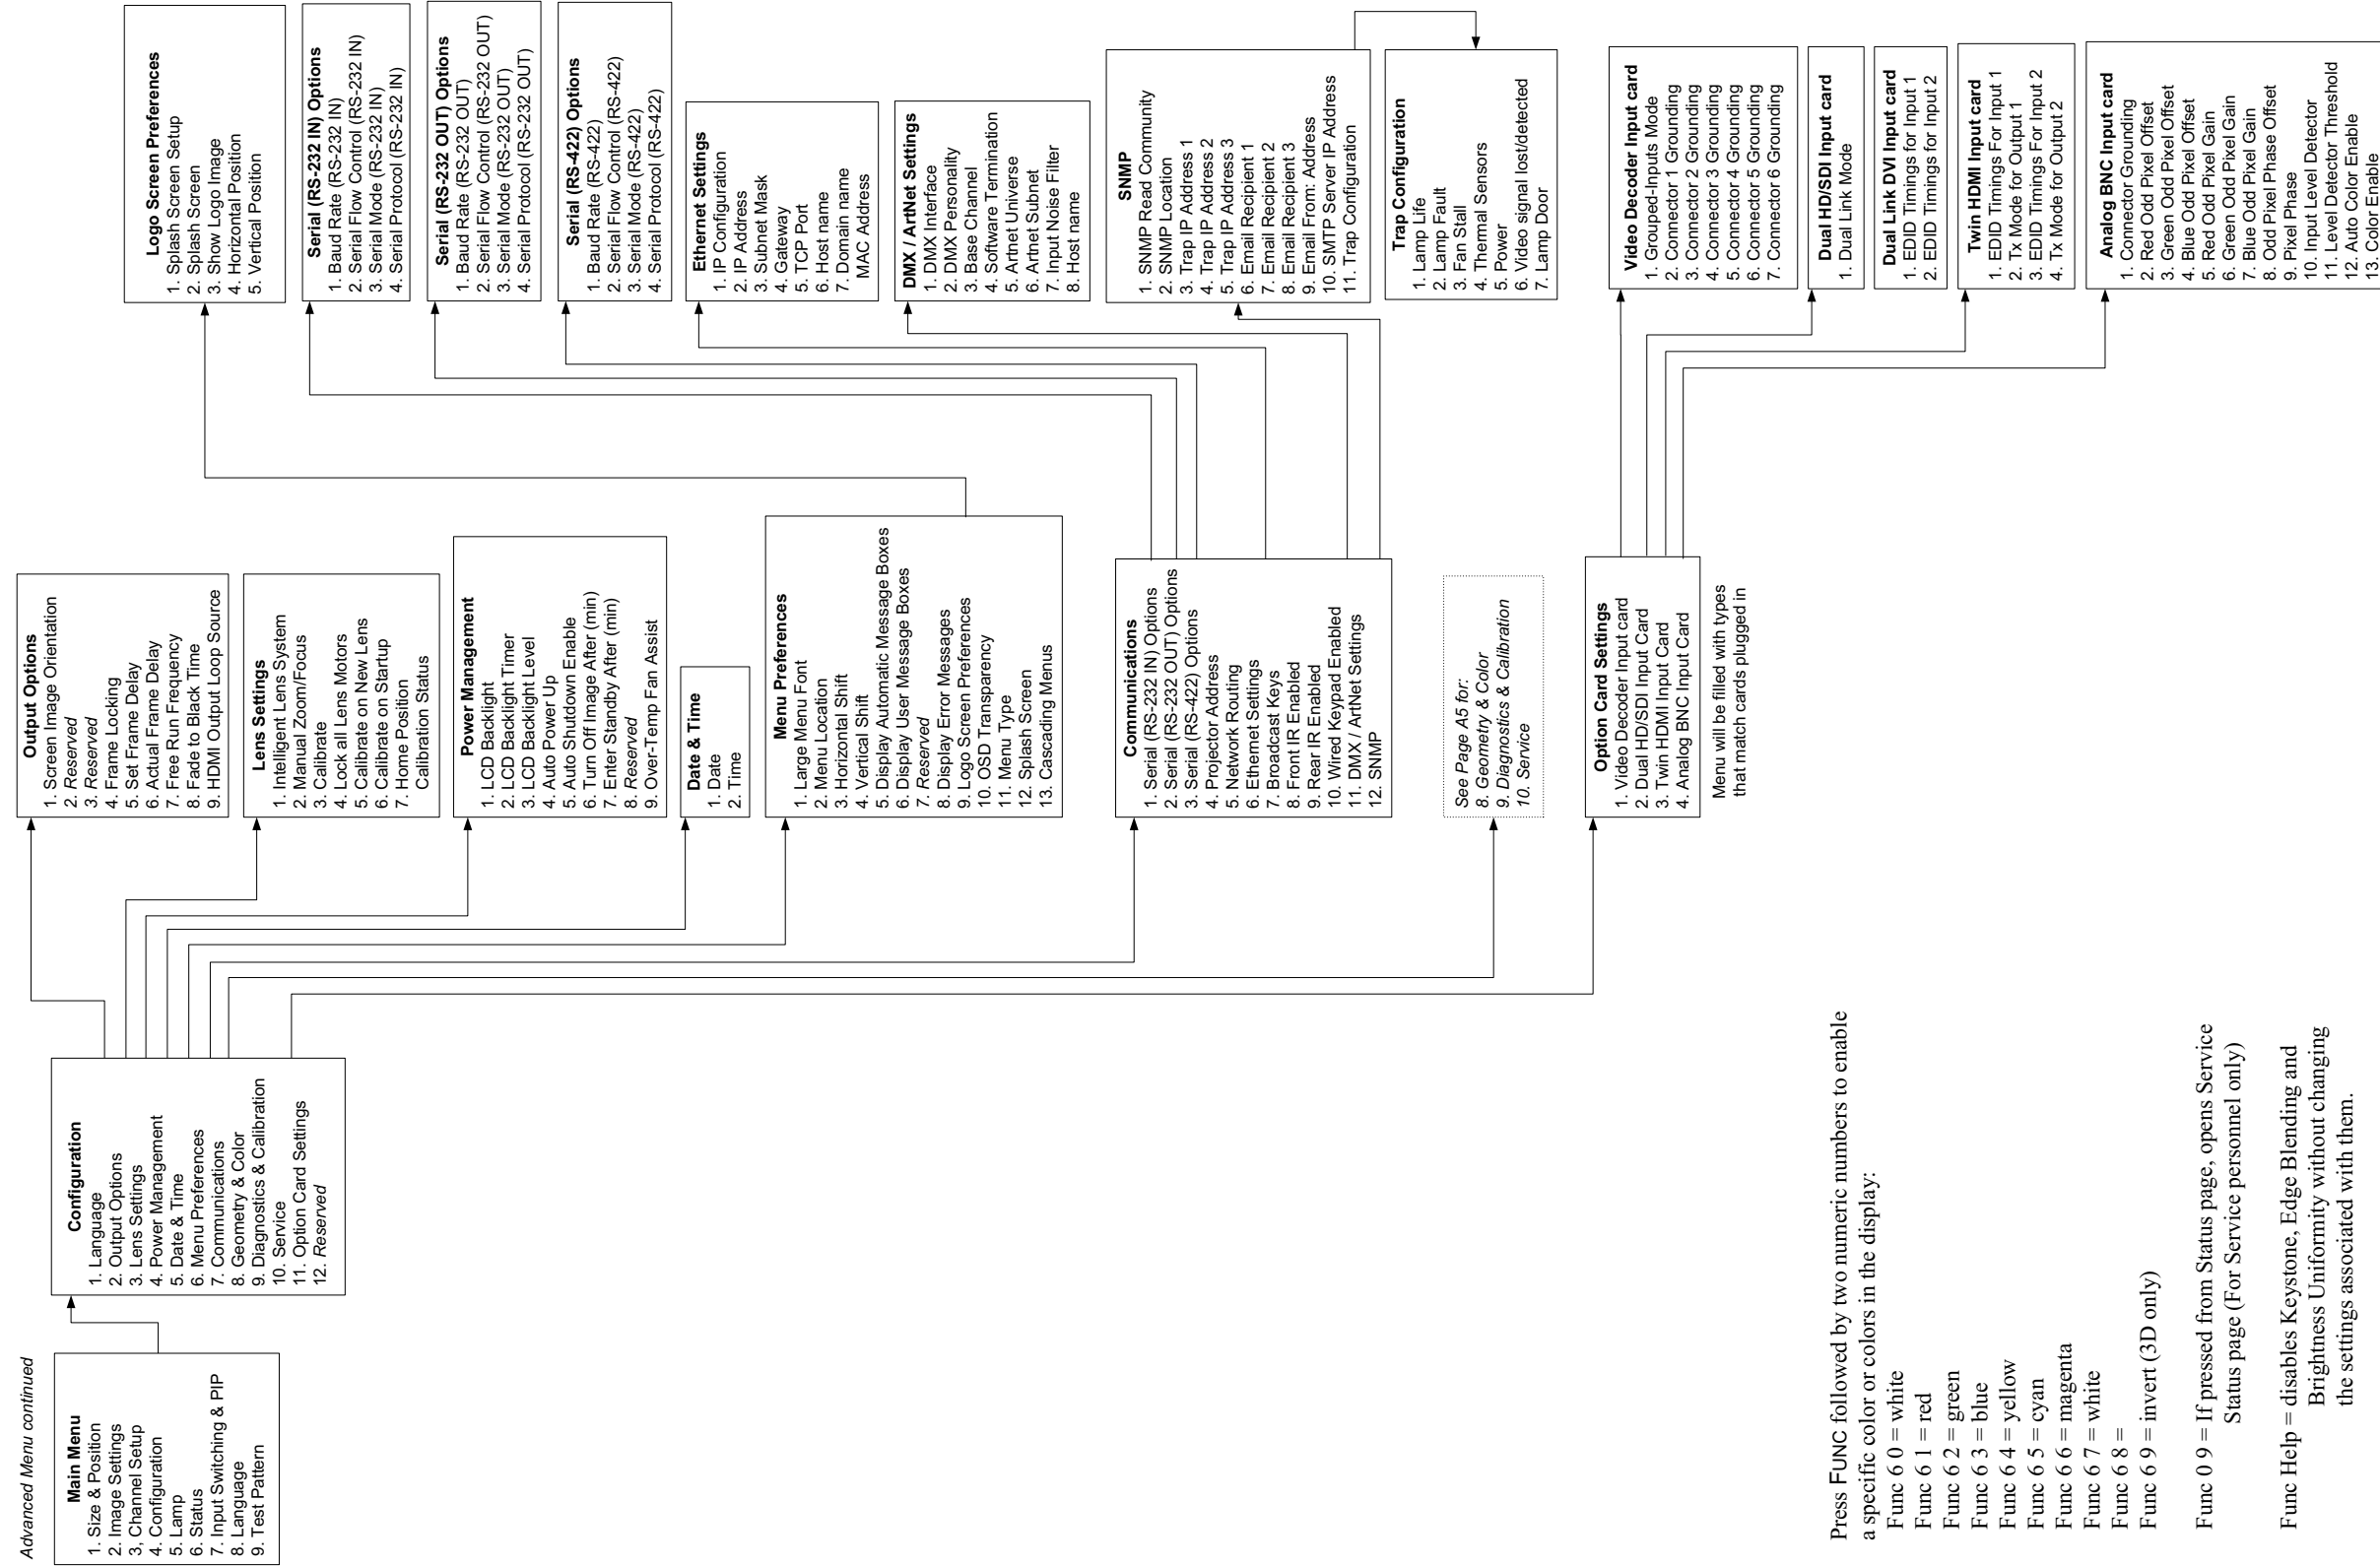 Advanced Menu continued
Main Menu
1. Size & Position
2. Image Settings
3, Channel Setup
4. Configuration
5. Lamp
6. Status
7. Input Switching & PIP
8. Language
9. Test Pattern
Configuration
1. Language
2. Output Options
3. Lens Settings
4. Power Management
5. Date & Time
6. Menu Preferences
7. Communications
8. Geometry & Color
9. Diagnostics & Calibration
10. Service
11. Option Card Settings
12. Reserved
Output Options
1. Screen Image Orientation
2. Reserved
3. Reserved
4. Frame Locking
5. Set Frame Delay
6. Actual Frame Delay
7. Free Run Frequency
8. Fade to Black Time
9. HDMI Output Loop Source
Lens Settings
1. Intelligent Lens System
2. Manual Zoom/Focus
3. Calibrate
4. Lock all Lens Motors
5. Calibrate on New Lens
6. Calibrate on Startup
7. Home Position
Calibration Status
Power Management
1. LCD Backlight
2. LCD Backlight Timer
3. LCD Backlight Level
4. Auto Power Up
5. Auto Shutdown Enable
6. Turn Off Image After (min)
7. Enter Standby After (min)
8. Reserved
9. Over-Temp Fan Assist
Date & Time
1. Date
2. Time
Menu Preferences
1. Large Menu Font
2. Menu Location
3. Horizontal Shift
4. Vertical Shift
5. Display Automatic Message Boxes
6. Display User Message Boxes
7. Reserved
8. Display Error Messages
9. Logo Screen Preferences
10. OSD Transparency
11. Menu Type
12. Splash Screen
13. Cascading Menus
Communications
1. Serial (RS-232 IN) Options
2. Serial (RS-232 OUT) Options
3. Serial (RS-422) Options
4. Projector Address
5. Network Routing
6. Ethernet Settings
7. Broadcast Keys
8. Front IR Enabled
9. Rear IR Enabled
10. Wired Keypad Enabled
11. DMX / ArtNet Settings
12. SNMP
See Page A5 for:
8. Geometry & Color
9. Diagnostics & Calibration
10. Service
Option Card Settings
1. Video Decoder Input card
2. Dual HD/SDI Input Card
3. Twin HDMI Input Card
4. Analog BNC Input Card
Menu will be filled with types
that match cards plugged in
Logo Screen Preferences
1. Splash Screen Setup
2. Splash Screen
3. Show Logo Image
4. Horizontal Position
5. Vertical Position
Serial (RS-232 IN) Options
1. Baud Rate (RS-232 IN)
2. Serial Flow Control (RS-232 IN)
3. Serial Mode (RS-232 IN)
4. Serial Protocol (RS-232 IN)
Serial (RS-232 OUT) Options
1. Baud Rate (RS-232 OUT)
2. Serial Flow Control (RS-232 OUT)
3. Serial Mode (RS-232 OUT)
4. Serial Protocol (RS-232 OUT)
Serial (RS-422) Options
1. Baud Rate (RS-422)
2. Serial Flow Control (RS-422)
3. Serial Mode (RS-422)
4. Serial Protocol (RS-422)
Ethernet Settings
1. IP Configuration
2. IP Address
3. Subnet Mask
4. Gateway
5. TCP Port
6. Host name
7. Domain name
MAC Address
DMX / ArtNet Settings
1. DMX Interface
2. DMX Personality
3. Base Channel
4. Software Termination
5. Artnet Universe
6. Artnet Subnet
7. Input Noise Filter
8. Host name
SNMP
1. SNMP Read Community
2. SNMP Location
3. Trap IP Address 1
4. Trap IP Address 2
5. Trap IP Address 3
6. Email Recipient 1
7. Email Recipient 2
8. Email Recipient 3
9. Email From: Address
10. SMTP Server IP Address
11. Trap Configuration
Trap Configuration
1. Lamp Life
2. Lamp Fault
3. Fan Stall
4. Thermal Sensors
5. Power
6. Video signal lost/detected
7. Lamp Door
Video Decoder Input card
1. Grouped-Inputs Mode
2. Connector 1 Grounding
3. Connector 2 Grounding
4. Connector 3 Grounding
5. Connector 4 Grounding
6. Connector 5 Grounding
7. Connector 6 Grounding
Dual HD/SDI Input card
1. Dual Link Mode
Dual Link DVI Input card
1. EDID Timings for Input 1
2. EDID Timings for Input 2
Twin HDMI Input card
1. EDID Timings For Input 1
2. Tx Mode for Output 1
3. EDID Timings For Input 2
4. Tx Mode for Output 2
Analog BNC Input card
1. Connector Grounding
2. Red Odd Pixel Offset
3. Green Odd Pixel Offset
4. Blue Odd Pixel Offset
5. Red Odd Pixel Gain
6. Green Odd Pixel Gain
7. Blue Odd Pixel Gain
8. Odd Pixel Phase Offset
9. Pixel Phase
10. Input Level Detector
11. Level Detector Threshold
12. Auto Color Enable
13. Color Enable
Press FUNC followed by two numeric numbers to enable
a specific color or colors in the display:
Func 6 0 = white
Func 6 1 = red
Func 6 2 = green
Func 6 3 = blue
Func 6 4 = yellow
Func 6 5 = cyan
Func 6 6 = magenta
Func 6 7 = white
Func 6 8 =
Func 6 9 = invert (3D only)
Func 0 9 = If pressed from Status page, opens Service
Status page (For Service personnel only)
Func Help = disables Keystone, Edge Blending and
Brightness Uniformity without changing
the settings associated with them.